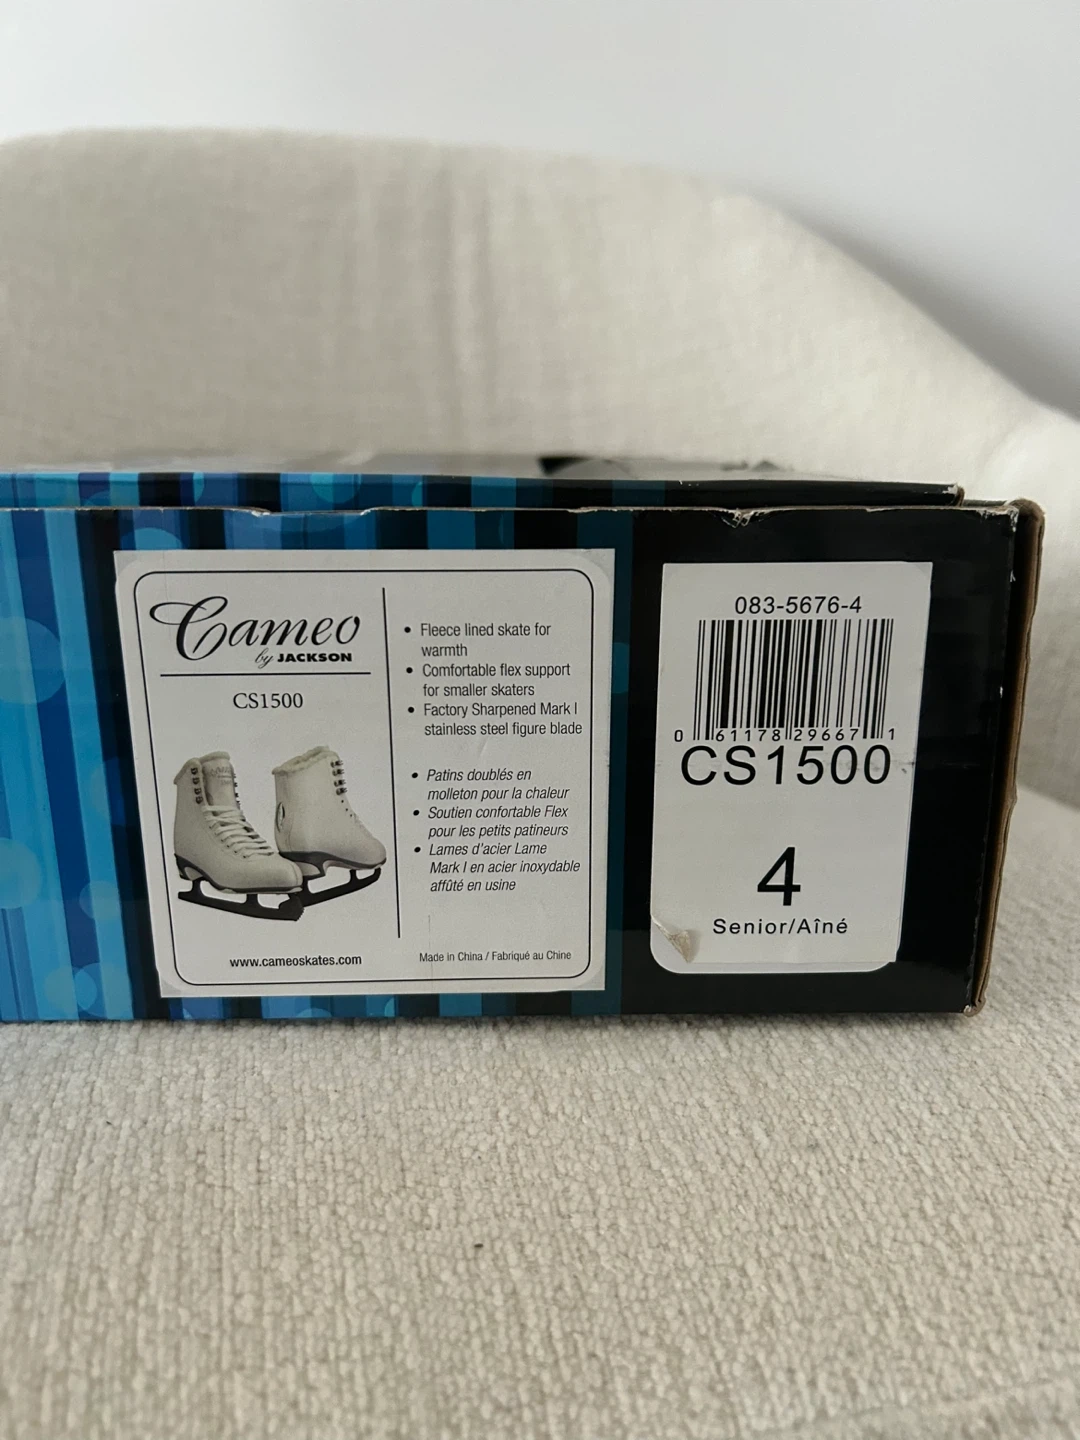 Cameo
by JACKSON
CS1500
• Fleece lined skate for
warmth
• Comfortable flex support
for smaller skaters
• Factory Sharpened Mark I
stainless steel figure blade
• Patins doublés en
molleton pour la chaleur
• Soutien confortable Flex
pour les petits patineurs
• Lames d'acier Lame
Mark I en acier inoxydable
affûté en usine
www.cameoskates.com
Made in China / Fabriqué au Chine
083-5676-4
0 61178 29667 1
CS1500
4
Senior/Aîné